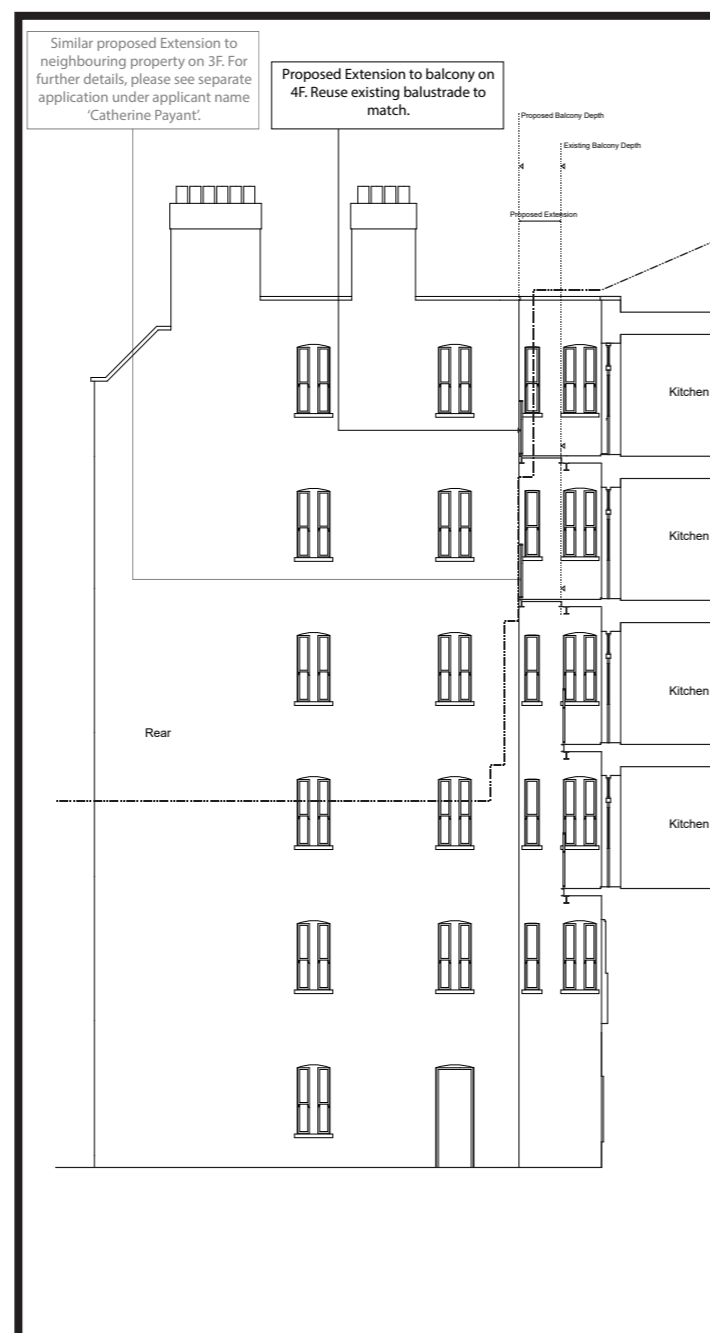 Similar proposed Extension to
neighbouring property on 3F. For
further details, please see separate
application under applicant name
‘Catherine Payant’.
Proposed Extension to balcony on
4F. Reuse existing balustrade to
match.
Proposed Balcony Depth
Existing Balcony Depth
Proposed Extension
Kitchen
Kitchen
Kitchen
Rear
Kitchen